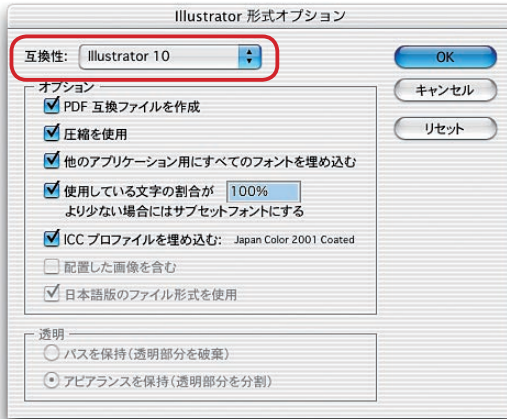 Illustrator 形式オプション
互換性: Illustrator 10
OK
キャンセル
リセット
オプション
PDF 互換ファイルを作成
圧縮を使用
他のアプリケーション用にすべてのフォントを埋め込む
使用している文字の割合が 100%
より少ない場合にはサブセットフォントにする
ICC プロファイルを埋め込む: Japan Color 2001 Coated
配置した画像を含む
日本語版のファイル形式を使用
透明
パスを保持(透明部分を破棄)
アピアランスを保持(透明部分を分割)